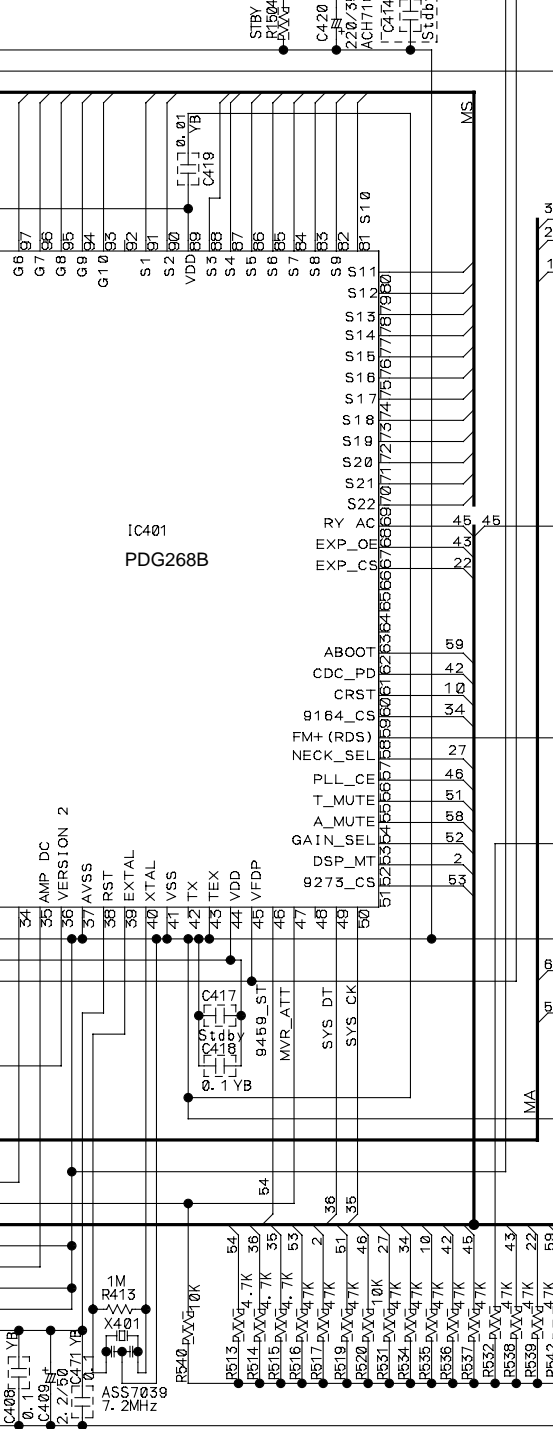 STBY
R1504
C420
220/3
ACH71
C414
Stdb
MS
0.01
YB
C419
S10
3
2
1
97
96
95
94
93
92
91
90
89
88
87
86
85
84
83
82
81
G6
G7
G8
G9
G10
S1
S2
VDD
S3
S4
S5
S6
S7
S8
S9
S11
80
S12
79
S13
78
S14
77
S15
76
S16
75
S17
74
S18
73
S19
72
S20
71
S21
70
S22
69
RY AC
68
45
45
IC401
EXP_OE
67
43
PDG268B
EXP_CS
66
22
65
64
63
ABOOT
62
59
CDC_PD
61
42
CRST
60
10
9164_CS
59
34
FM+(RDS)
58
NECK_SEL
57
27
PLL_CE
56
46
T_MUTE
55
51
A_MUTE
54
58
GAIN_SEL
53
52
DSP_MT
52
2
9273_CS
51
53
AMP DC
VERSION 2
AVSS
RST
EXTAL
XTAL
VSS
TX
TEX
VDD
VFDP
34
35
36
37
38
39
40
41
42
43
44
45
46
47
48
49
50
6
5
C417
Stdby
C418
0.1 YB
9459_ST
MVR_ATT
SYS DT
SYS CK
MA
54
36
35
54
36
35
53
2
51
46
27
34
10
42
45
43
22
59
1M
R413
X401
ASS7039
7.2MHz
10K
R540
4.7K
R513
4.7K
R514
4.7K
R515
47K
R516
47K
R517
47K
R519
10K
R520
47K
R531
47K
R534
47K
R535
47K
R536
47K
R537
47K
R532
47K
R538
47K
R539
47K
R542
YB
C408
0.1
C409
2.2/50
C471
YB
0.